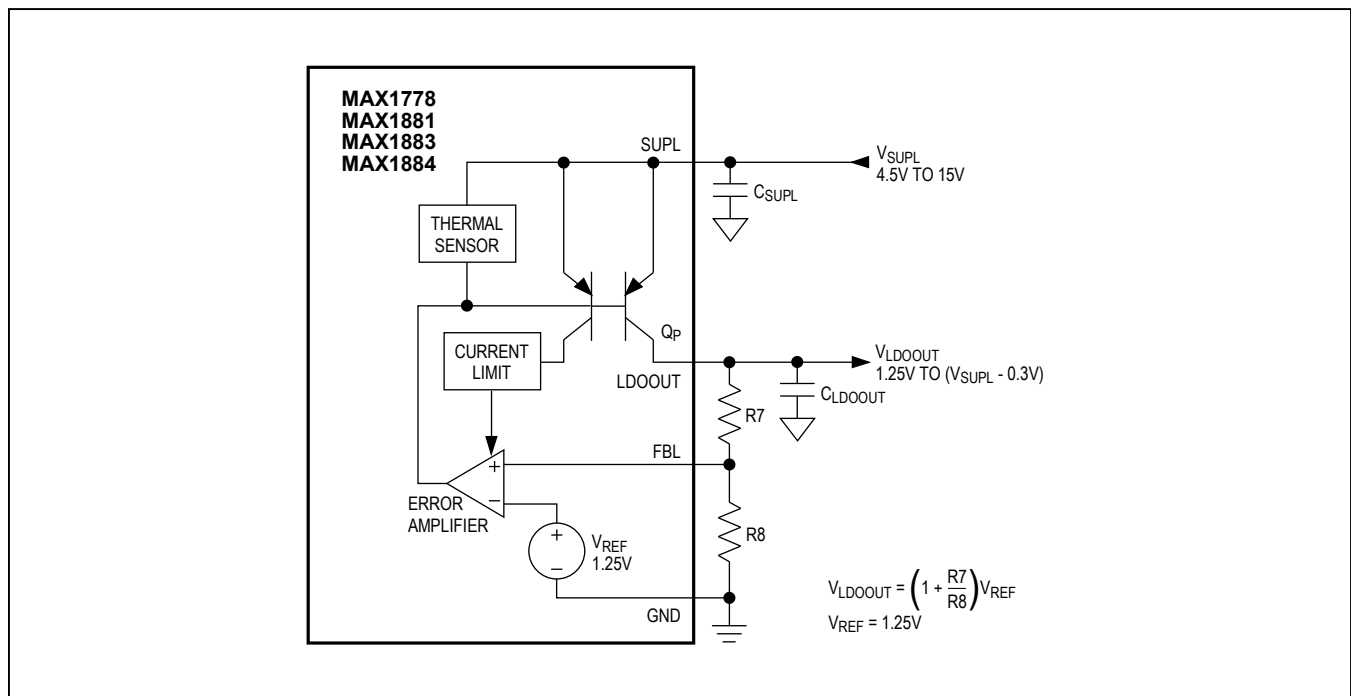 MAX1778
MAX1881
MAX1883
MAX1884
SUPL
VSUPL
4.5V TO 15V
CSUPL
THERMAL
SENSOR
QP
CURRENT
LIMIT
LDOOUT
VLDOOUT
1.25V TO (VSUPL - 0.3V)
CLDOOUT
R7
FBL
+
−
ERROR
AMPLIFIER
R8
+
VREF
1.25V
−
GND
VLDOOUT = (1 + R7/R8)VREF
VREF = 1.25V